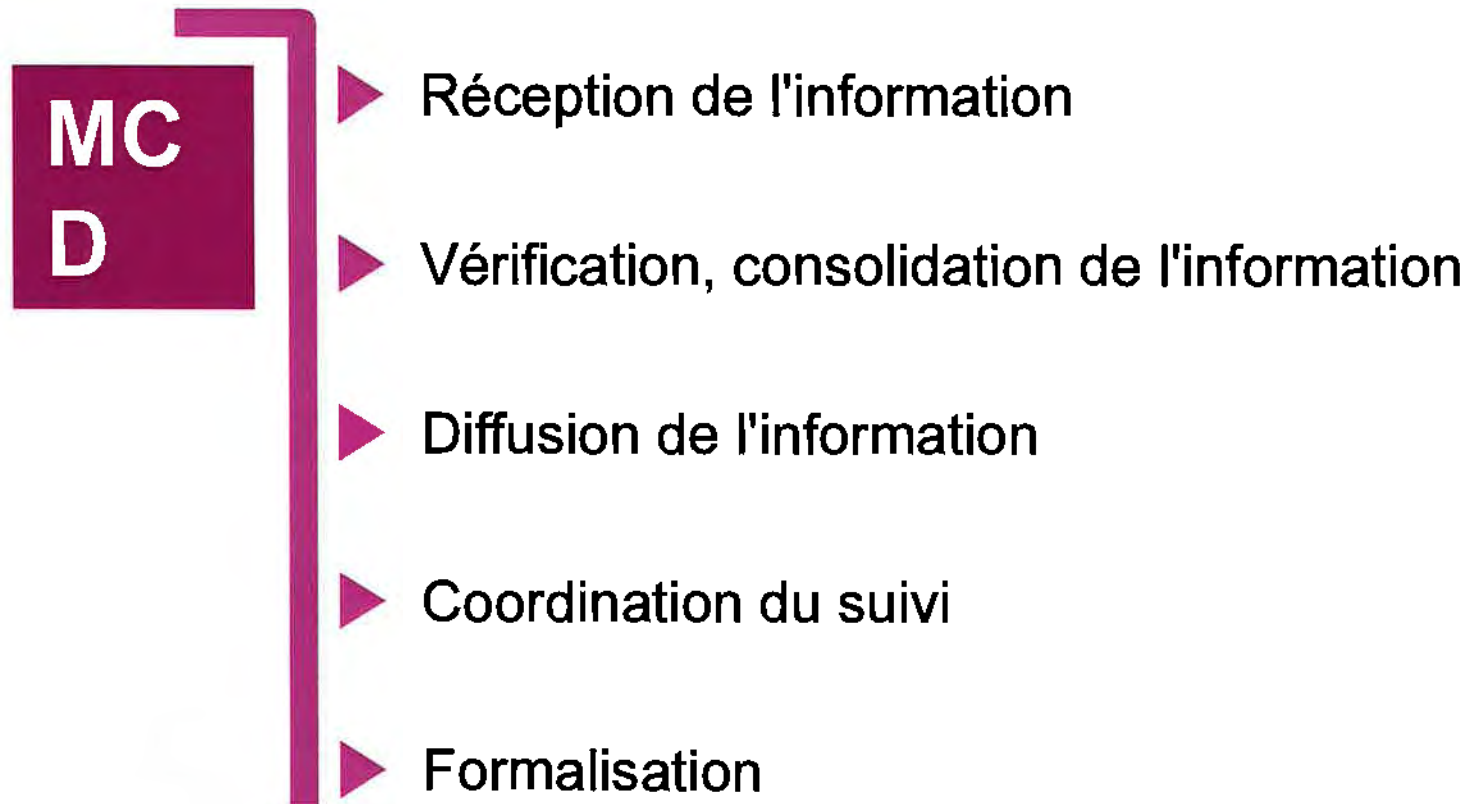 MC
D
Réception de l'information
Vérification, consolidation de l'information
Diffusion de l'information
Coordination du suivi
Formalisation